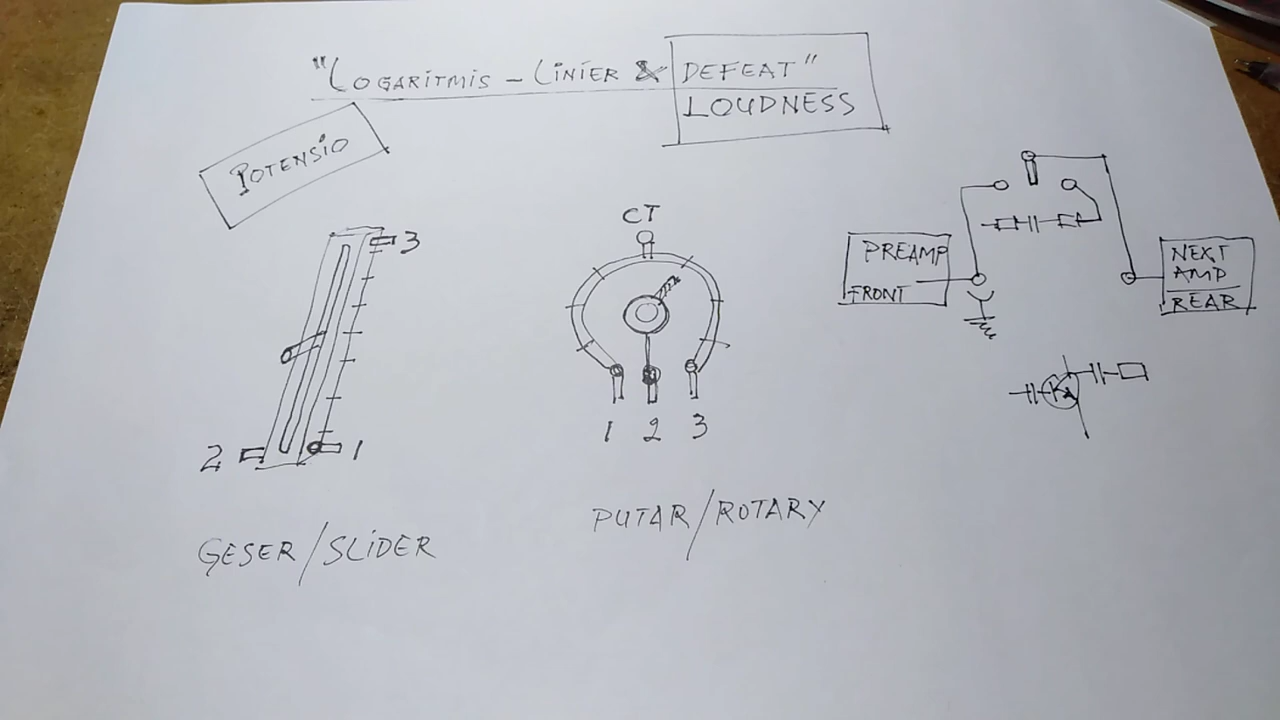 "LOGARITMIS - LINIER & DEFEAT"
LOUDNESS
POTENSIO
3
2
1
GESER/SLIDER
CT
1 2 3
PUTAR/ROTARY
PREAMP
FRONT
NEXT
AMP
REAR